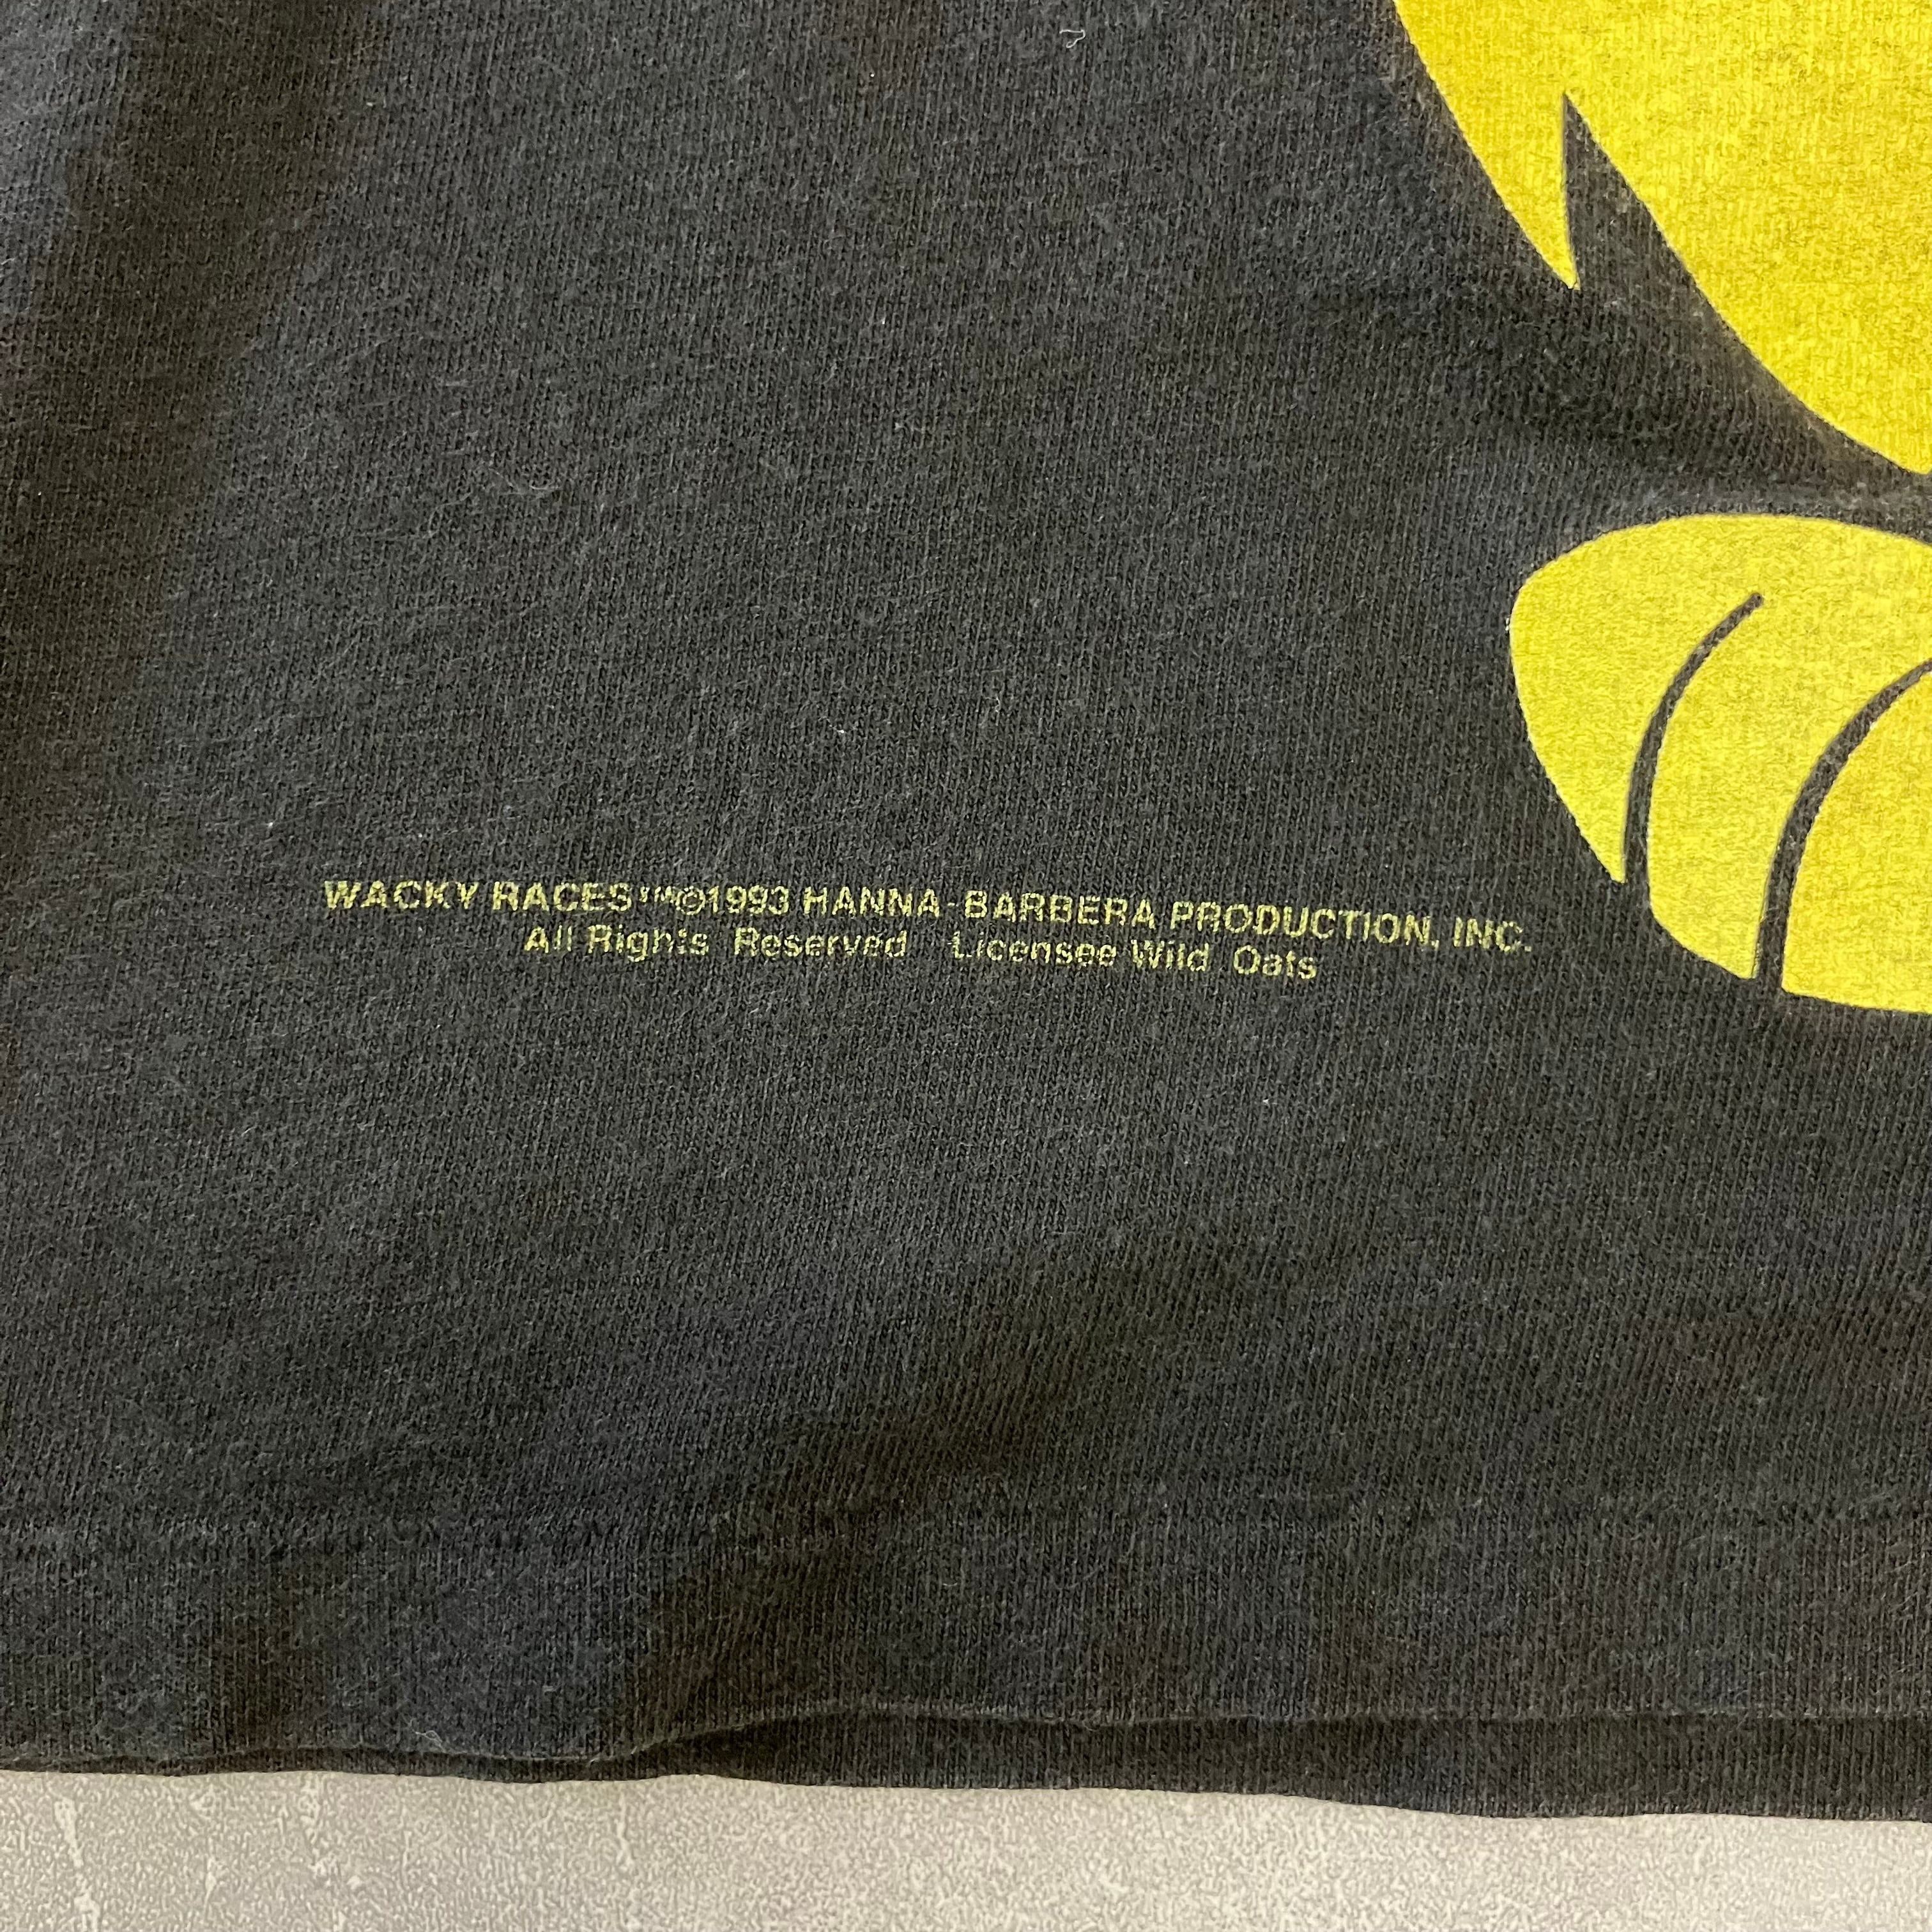 WACKY RACES™©1993 HANNA-BARBERA PRODUCTION, INC.
All Rights Reserved Licensee Wild Oats